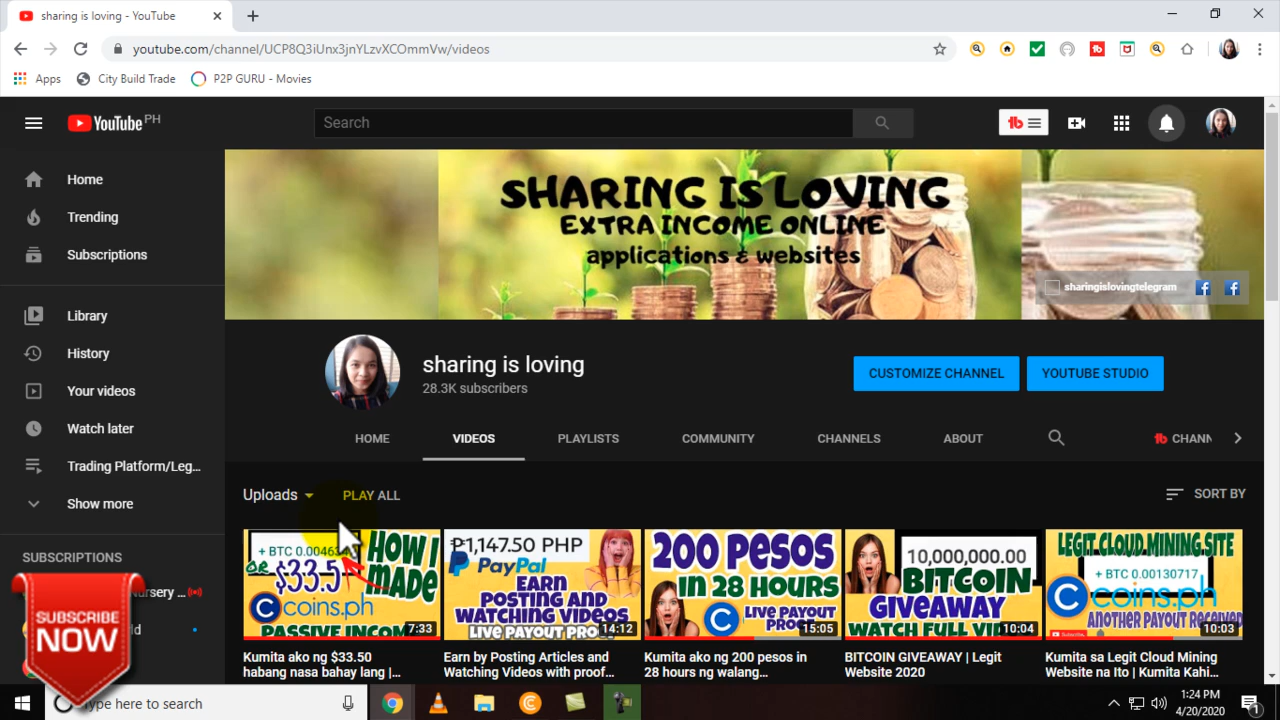 sharing is loving - YouTube
youtube.com/channel/UCP8Q3iUnx3jnYLzvXCOmmVw/videos
Apps
City Build Trade
P2P GURU - Movies
YouTube PH
Search
Home
Trending
Subscriptions
Library
History
Your videos
Watch later
Trading Platform/Leg...
Show more
SUBSCRIPTIONS
Nursery ...
SUBSCRIBE
NOW
SHARING IS LOVING
EXTRA INCOME ONLINE
applications & websites
sharingislovingtelegram
sharing is loving
28.3K subscribers
CUSTOMIZE CHANNEL
YOUTUBE STUDIO
HOME
VIDEOS
PLAYLISTS
COMMUNITY
CHANNELS
ABOUT
CHANN
Uploads
PLAY ALL
SORT BY
+ BTC 0.00463
OR
$33.5
HOW I
MADE
coins.ph
PASSIVE INCOM
7:33
Kumita ako ng $33.50
habang nasa bahay lang |
₱1,147.50 PHP
PayPal
EARN
POSTING AND
WATCHING VIDEOS
LIVE PAYOUT PROO
14:12
Earn by Posting Articles and
Watching Videos with proof...
200 PESOS
IN 28 HOURS
LIVE PAYOUT
PROO
15:05
Kumita ako ng 200 pesos in
28 hours ng walang...
10,000,000.00
BITCOIN
GIVEAWAY
WATCH FULL VI
10:04
BITCOIN GIVEAWAY | Legit
Website 2020
LEGIT CLOUD MINING
SITE
+ BTC 0.00130717
coins.ph
ANOTHER PAYOUT RECEIVED
10:03
Kumita sa Legit Cloud Mining
Website na Ito | Kumita Kahi...
Type here to search
1:24 PM
4/20/2020
1